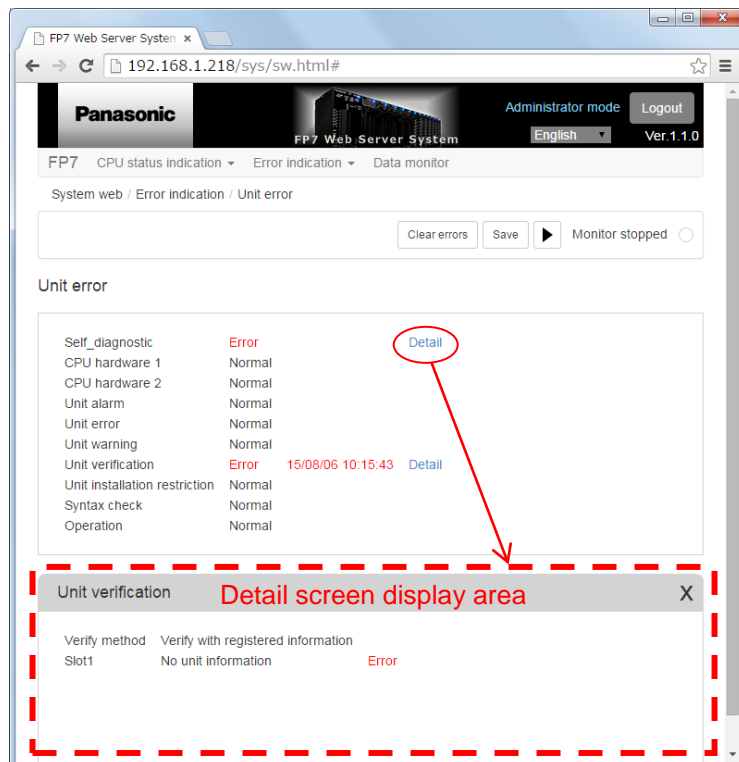 FP7 Web Server System
192.168.1.218/sys/sw.html#
Panasonic
FP7 Web Server System
Administrator mode
Logout
English
Ver.1.1.0
FP7 CPU status indication Error indication Data monitor
System web / Error indication / Unit error
Clear errors Save Monitor stopped
Unit error
Self_diagnostic Error Detail
CPU hardware 1 Normal
CPU hardware 2 Normal
Unit alarm Normal
Unit error Normal
Unit warning Normal
Unit verification Error 15/08/06 10:15:43 Detail
Unit installation restriction Normal
Syntax check Normal
Operation Normal
Unit verification Detail screen display area X
Verify method Verify with registered information
Slot1 No unit information Error